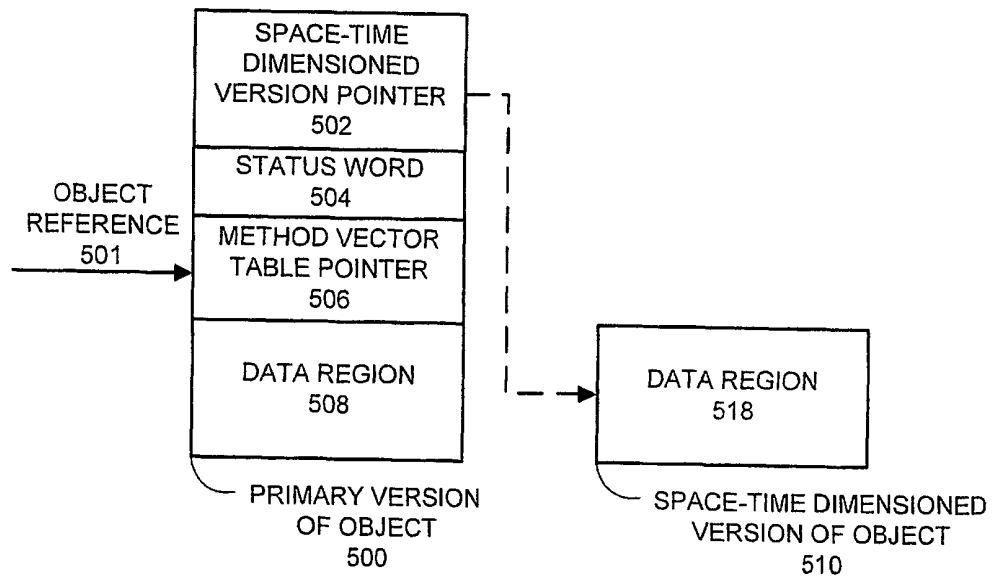 SPACE-TIME
DIMENSIONED
VERSION POINTER
502
STATUS WORD
504
OBJECT
REFERENCE
501
METHOD VECTOR
TABLE POINTER
506
DATA REGION
508
DATA REGION
518
PRIMARY VERSION
OF OBJECT
500
SPACE-TIME DIMENSIONED
VERSION OF OBJECT
510